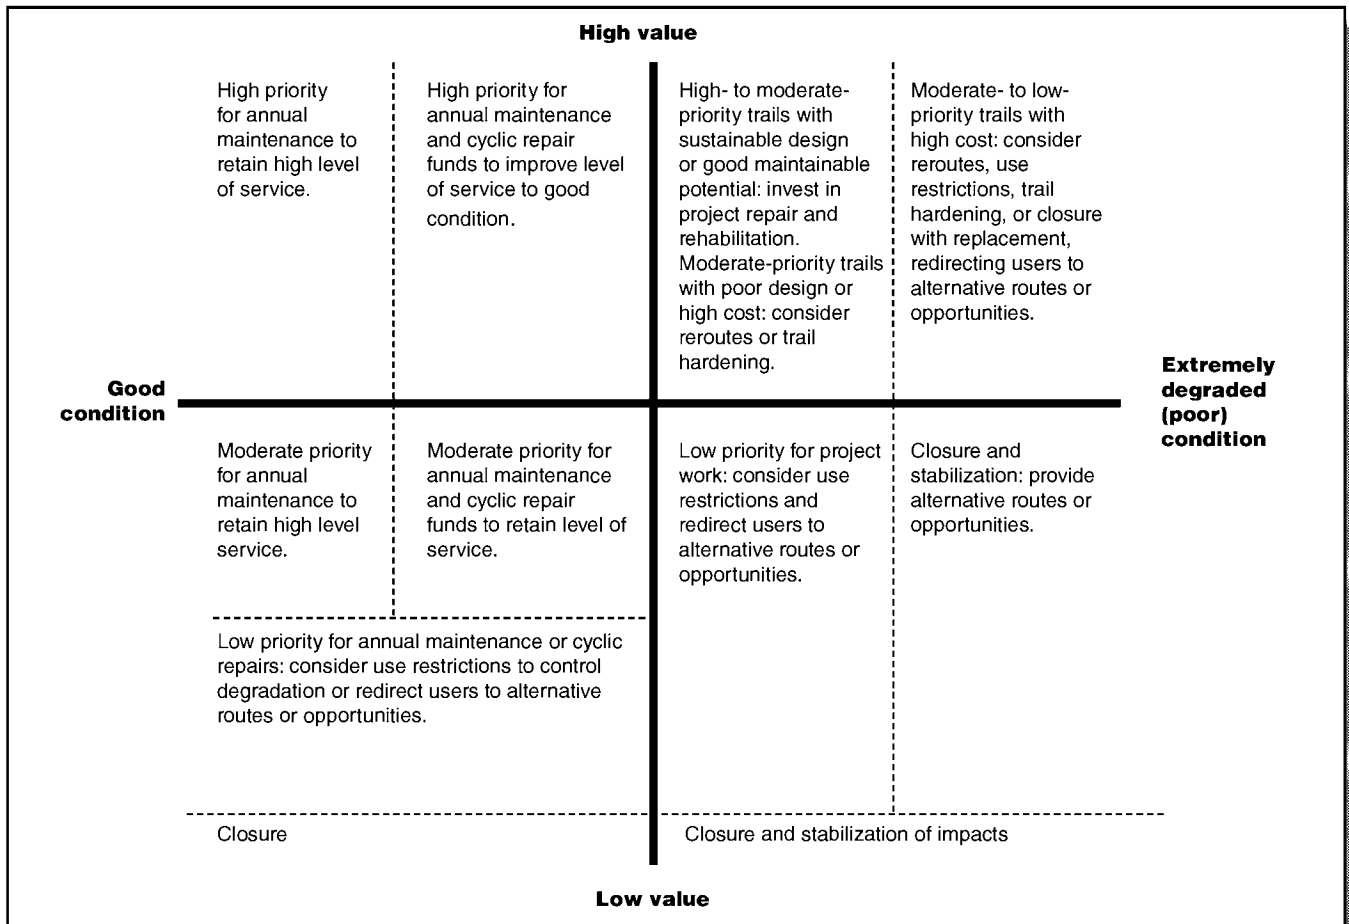 High value
High priority
for annual
maintenance to
retain high level
of service.
High priority for
annual maintenance
and cyclic repair
funds to improve level
of service to good
condition.
High- to moderate-
priority trails with
sustainable design
or good maintainable
potential: invest in
project repair and
rehabilitation.
Moderate-priority trails
with poor design or
high cost: consider
reroutes or trail
hardening.
Moderate- to low-
priority trails with
high cost: consider
reroutes, use
restrictions, trail
hardening, or closure
with replacement,
redirecting users to
alternative routes or
opportunities.
Good
condition
Extremely
degraded
(poor)
condition
Moderate priority
for annual
maintenance to
retain high level
service.
Moderate priority for
annual maintenance
and cyclic repair
funds to retain level of
service.
Low priority for project
work: consider use
restrictions and
redirect users to
alternative routes or
opportunities.
Closure and
stabilization: provide
alternative routes or
opportunities.
Low priority for annual maintenance or cyclic
repairs: consider use restrictions to control
degradation or redirect users to alternative
routes or opportunities.
Closure
Closure and stabilization of impacts
Low value